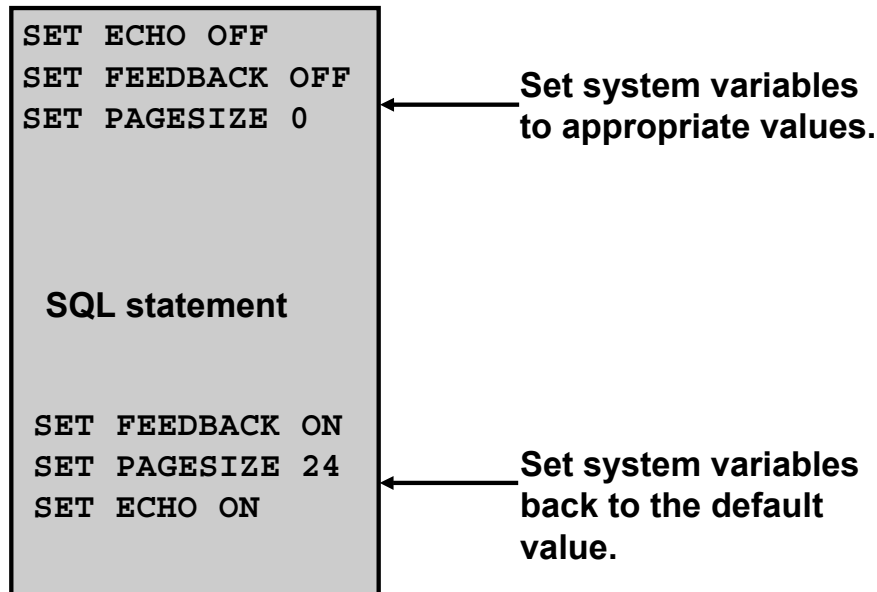 SET ECHO OFF
SET FEEDBACK OFF
SET PAGESIZE 0
Set system variables
to appropriate values.
SQL statement
SET FEEDBACK ON
SET PAGESIZE 24
SET ECHO ON
Set system variables
back to the default
value.